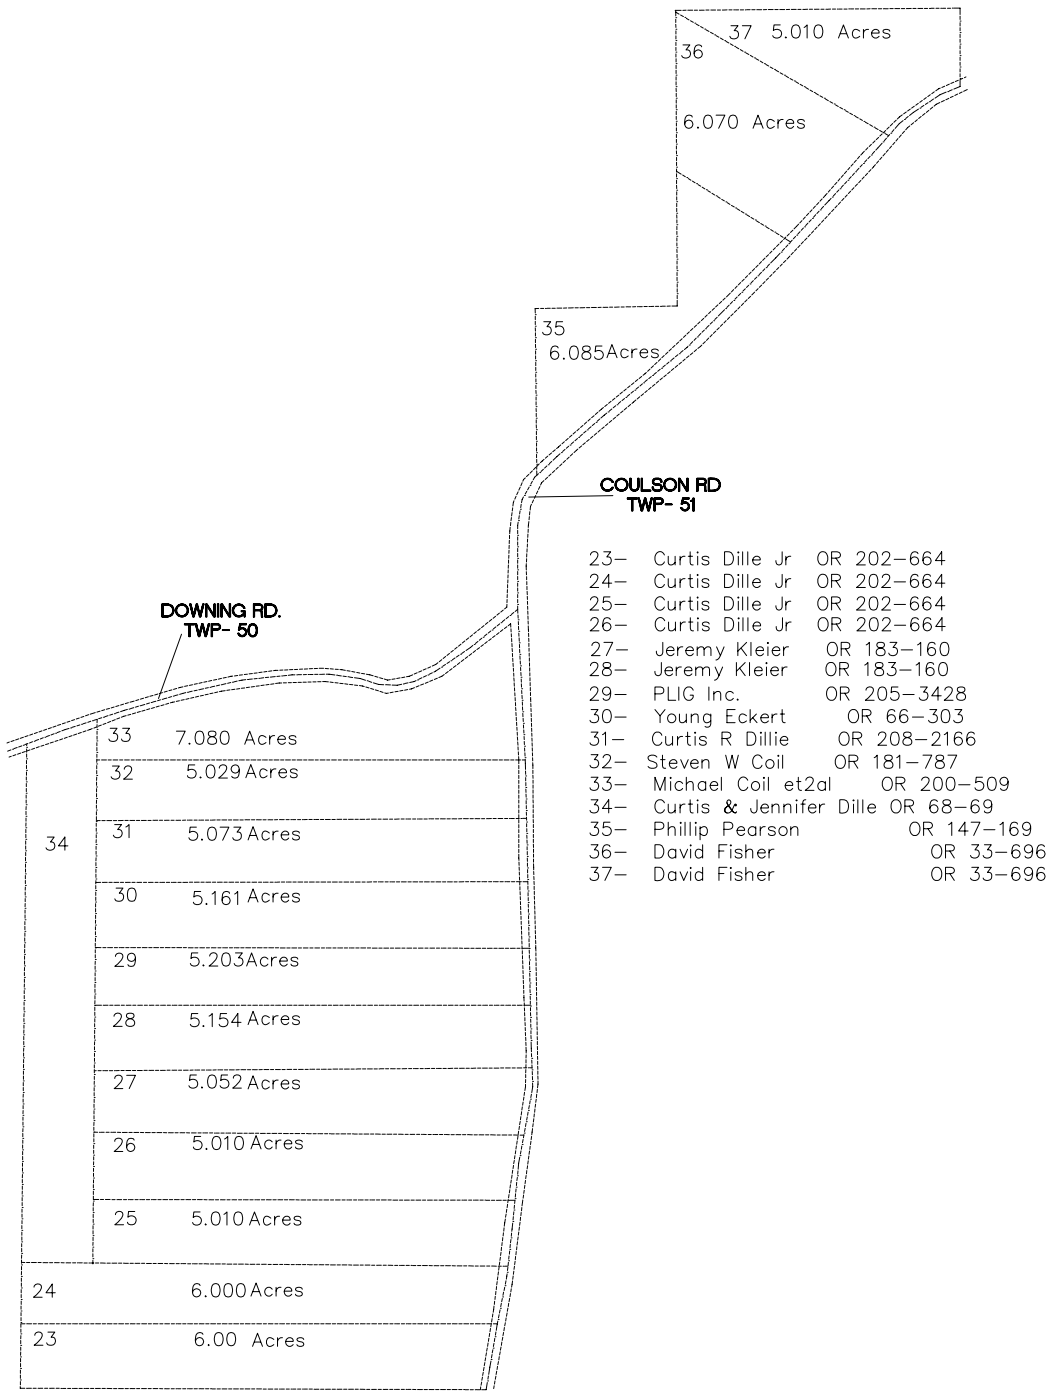 37 5.010 Acres
36
6.070 Acres
35
6.085 Acres
COULSON RD
TWP- 51
23- Curtis Dille Jr OR 202-664
24- Curtis Dille Jr OR 202-664
25- Curtis Dille Jr OR 202-664
26- Curtis Dille Jr OR 202-664
27- Jeremy Kleier OR 183-160
28- Jeremy Kleier OR 183-160
29- PLIG Inc. OR 205-3428
30- Young Eckert OR 66-303
31- Curtis R Dillie OR 208-2166
32- Steven W Coil OR 181-787
33- Michael Coil et2al OR 200-509
34- Curtis & Jennifer Dille OR 68-69
35- Phillip Pearson OR 147-169
36- David Fisher OR 33-696
37- David Fisher OR 33-696
DOWNING RD.
TWP- 50
33 7.080 Acres
32 5.029 Acres
31 5.073 Acres
34
30 5.161 Acres
29 5.203 Acres
28 5.154 Acres
27 5.052 Acres
26 5.010 Acres
25 5.010 Acres
24 6.000 Acres
23 6.00 Acres